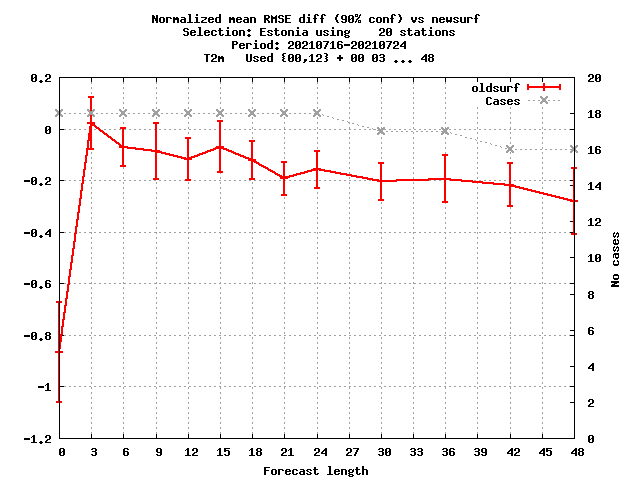 Normalized mean RMSE diff (90% conf) vs newsurf
Selection: Estonia using    20 stations
Period: 20210716-20210724
T2m   Used {00,12} + 00 03 ... 48
oldsurf
Cases
0.2
0
-0.2
-0.4
-0.6
-0.8
-1
-1.2
20
18
16
14
12
10
8
6
4
2
0
No cases
0 3 6 9 12 15 18 21 24 27 30 33 36 39 42 45 48
Forecast length